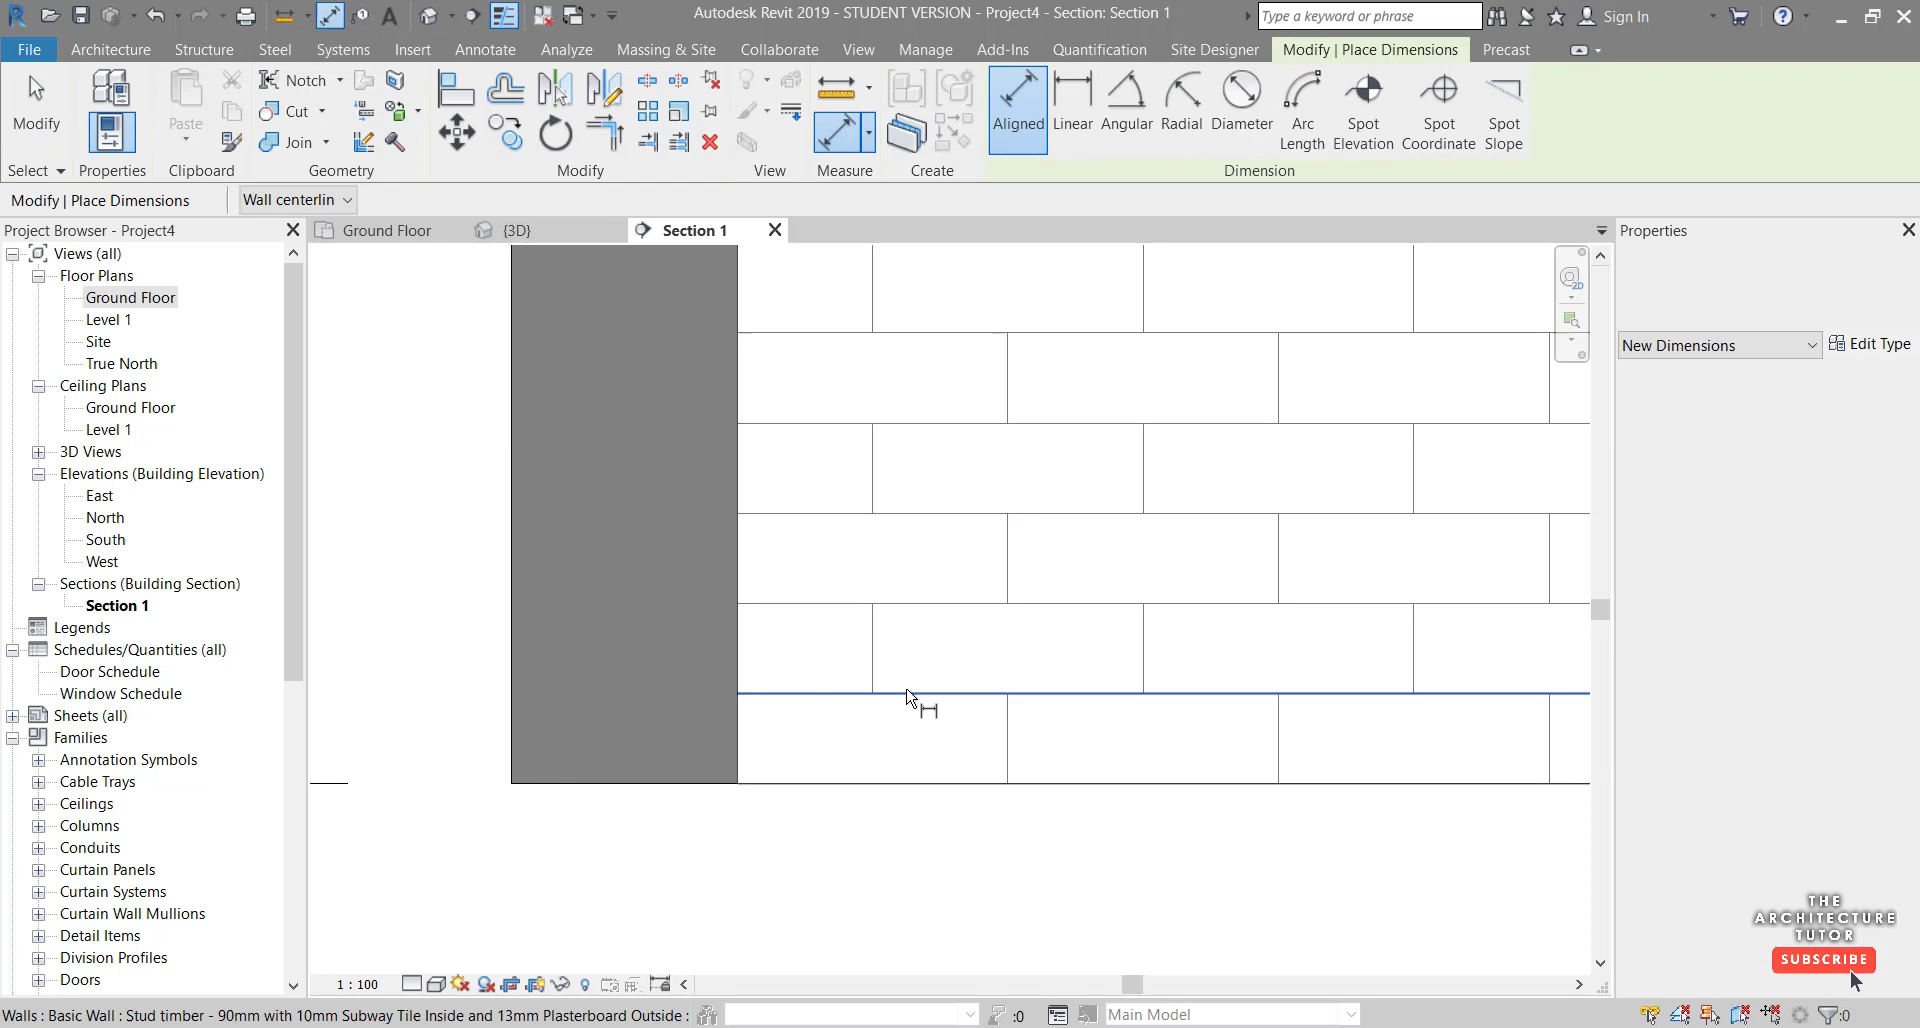 Autodesk Revit 2019 - STUDENT VERSION - Project4 - Section: Section 1
Type a keyword or phrase
Sign In
File Architecture Structure Steel Systems Insert Annotate Analyze Massing & Site Collaborate View Manage Add-Ins Quantification Site Designer Modify | Place Dimensions Precast
Modify
Paste
Notch
Cut
Join
Aligned Linear Angular Radial Diameter Arc Length Spot Elevation Spot Coordinate Spot Slope
Select Properties Clipboard Geometry Modify View Measure Create Dimension
Modify | Place Dimensions
Wall centerlin
Project Browser - Project4
Ground Floor
{3D}
Section 1
Properties
Views (all)
Floor Plans
Ground Floor
Level 1
Site
True North
Ceiling Plans
Ground Floor
Level 1
3D Views
Elevations (Building Elevation)
East
North
South
West
Sections (Building Section)
Section 1
Legends
Schedules/Quantities (all)
Door Schedule
Window Schedule
Sheets (all)
Families
Annotation Symbols
Cable Trays
Ceilings
Columns
Conduits
Curtain Panels
Curtain Systems
Curtain Wall Mullions
Detail Items
Division Profiles
Doors
2D
New Dimensions
Edit Type
THE
ARCHITECTURE
TUTOR
SUBSCRIBE
1 : 100
Walls : Basic Wall : Stud timber - 90mm with 10mm Subway Tile Inside and 13mm Plasterboard Outside :
:0
Main Model
:0